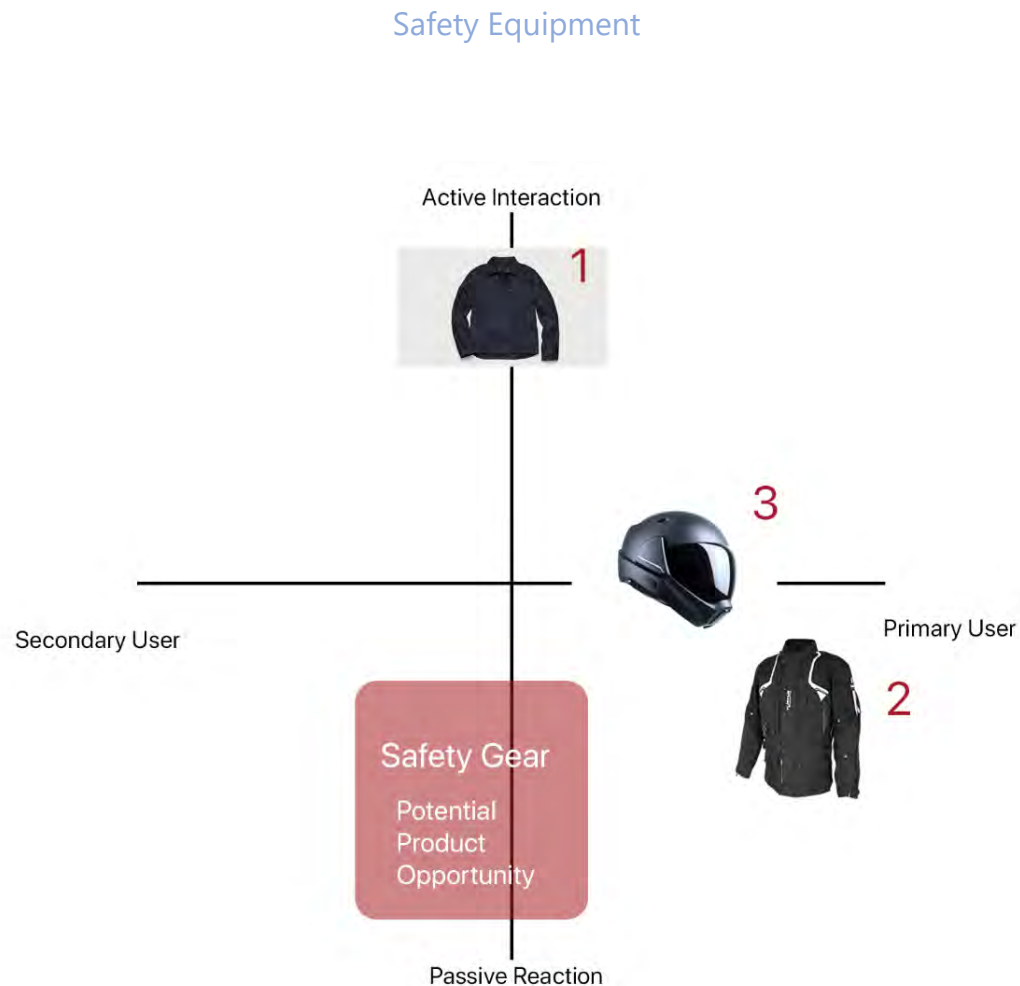 Safety Equipment
Active Interaction
1
3
Secondary User
Primary User
2
Safety Gear
Potential
Product
Opportunity
Passive Reaction